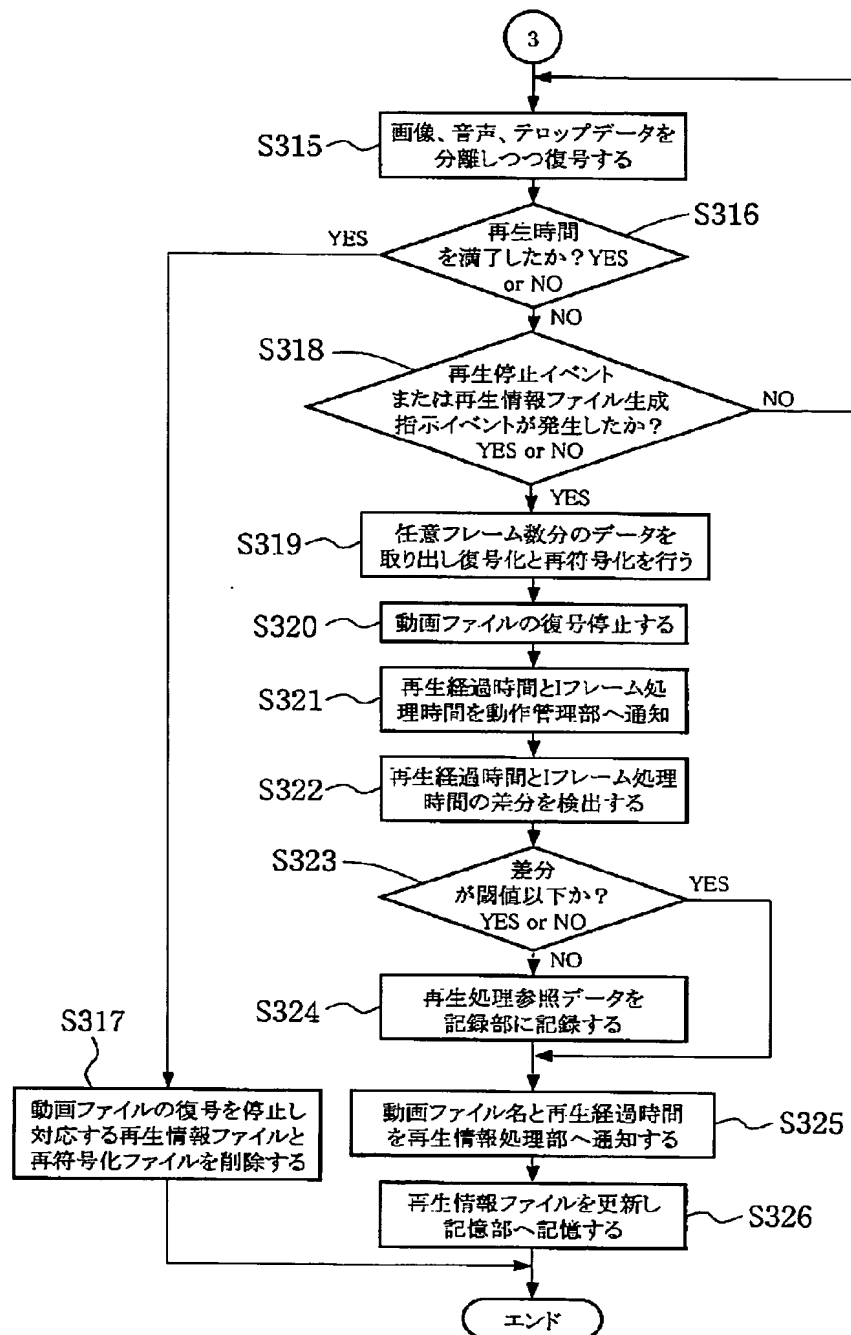 3
S315
画像、音声、テロップデータを
分離しつつ復号する
S316
再生時間
を満了したか？YES
or NO
YES
NO
S318
再生停止イベント
または再生情報ファイル生成
指示イベントが発生したか？
YES or NO
NO
YES
S319
任意フレーム数分のデータを
取り出し復号化と再符号化を行う
S320
動画ファイルの復号停止する
S321
再生経過時間とIフレーム処
理時間を動作管理部へ通知
S322
再生経過時間とIフレーム処理
時間の差分を検出する
S323
差分
が閾値以下か？
YES or NO
YES
NO
S324
再生処理参照データを
記録部に記録する
S317
動画ファイルの復号を停止し
対応する再生情報ファイルと
再符号化ファイルを削除する
動画ファイル名と再生経過時間
を再生情報処理部へ通知する
S325
再生情報ファイルを更新し
記憶部へ記憶する
S326
エンド